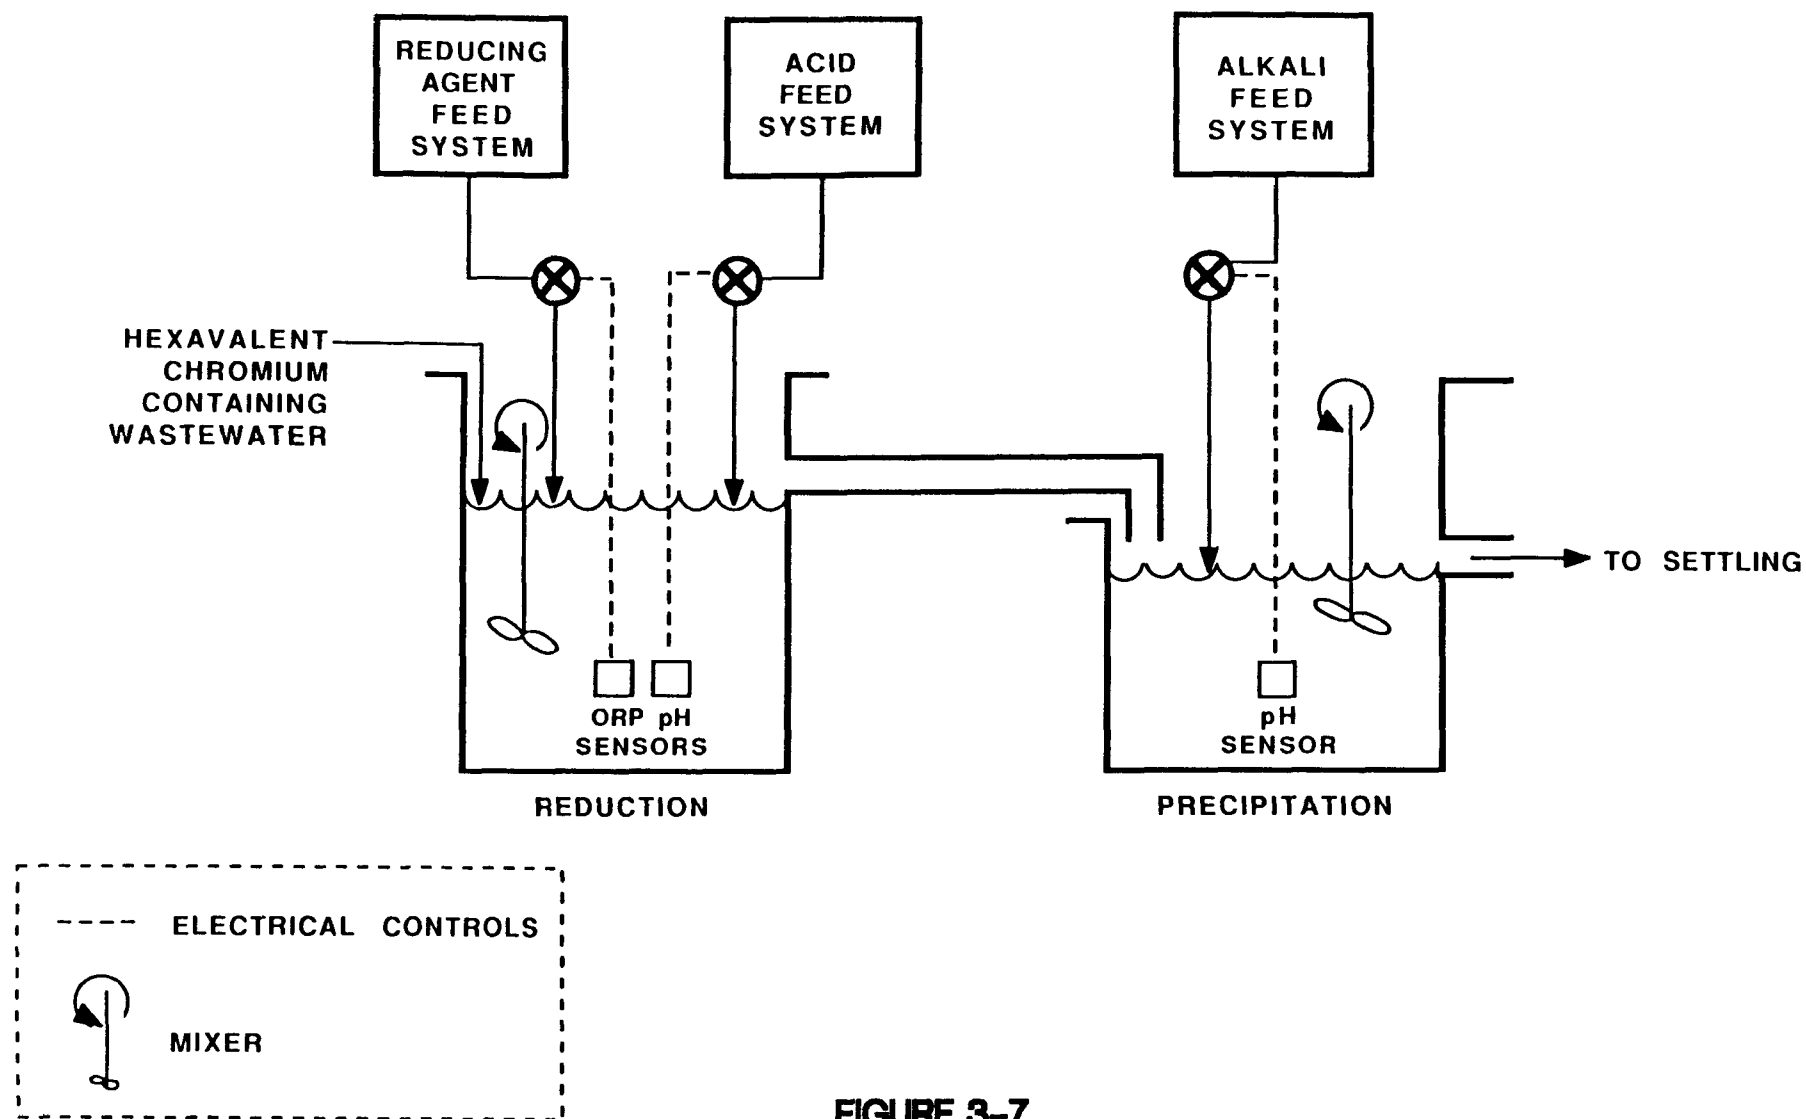 REDUCING
AGENT
FEED
SYSTEM
ACID
FEED
SYSTEM
ALKALI
FEED
SYSTEM
HEXAVALENT
CHROMIUM
CONTAINING
WASTEWATER
TO SETTLING
ORP pH
SENSORS
pH
SENSOR
REDUCTION
PRECIPITATION
ELECTRICAL CONTROLS
MIXER
FIGURE 3-7